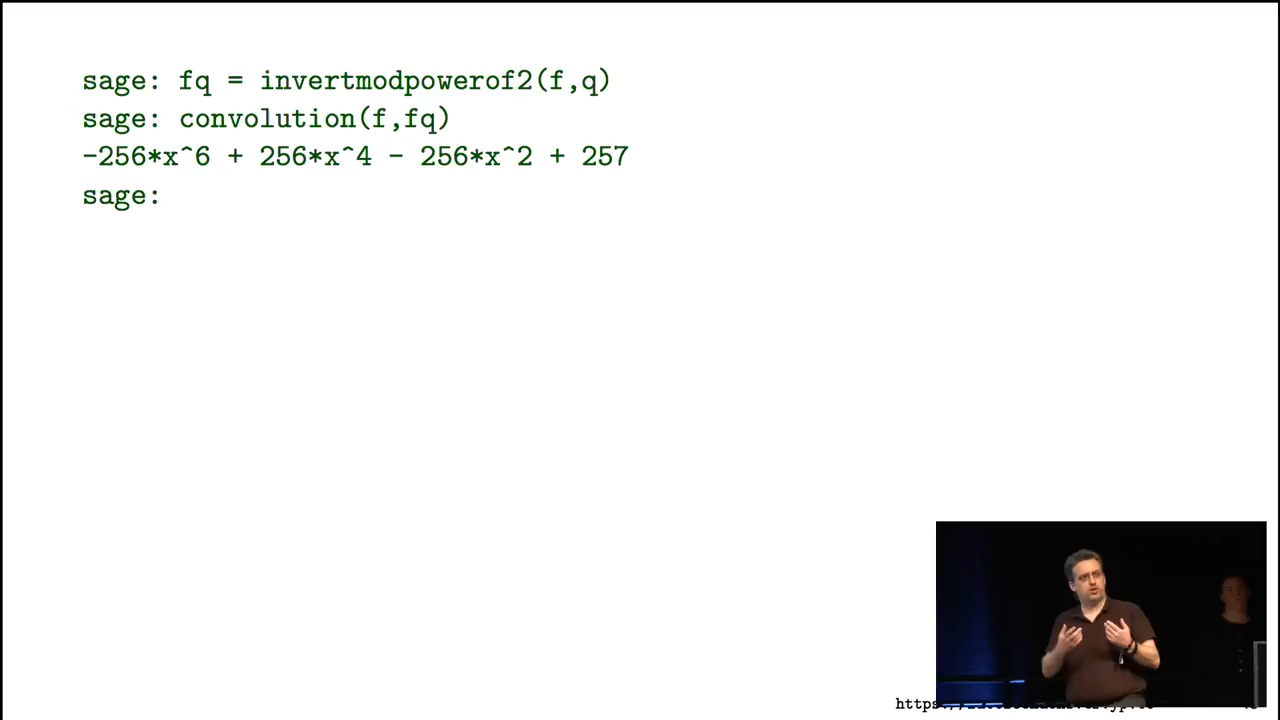 sage: fq = invertmodpowerof2(f,q)
sage: convolution(f,fq)
-256*x^6 + 256*x^4 - 256*x^2 + 257
sage: